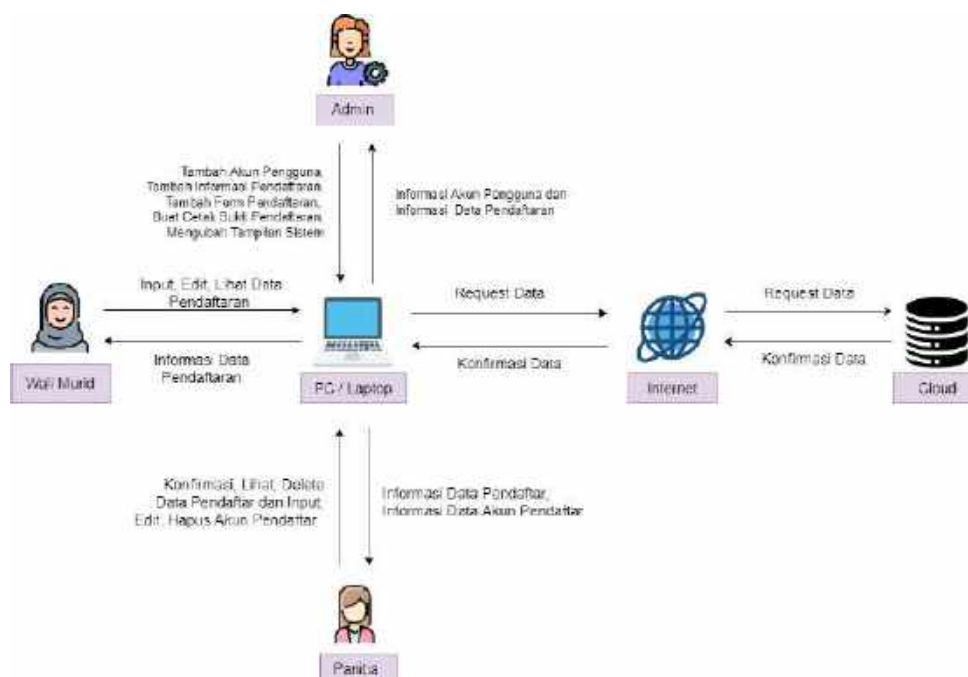 Admin
Tambah Akun Pengguna,
Tambah Informasi Pendaftaran,
Tambah Form Pendaftaran,
Buat Cetak Bukti Pendaftaran,
Mengubah Tampilan Sistem
Informasi Akun Pengguna dan
Informasi Data Pendaftaran
Input, Edit, Lihat Data
Pendaftaran
Informasi Data
Pendaftaran
Wali Murid
PC / Laptop
Request Data
Konfirmasi Data
Internet
Request Data
Konfirmasi Data
Cloud
Konfirmasi, Lihat, Delete
Data Pendaftar dan Input,
Edit, Hapus Akun Pendaftar
Informasi Data Pendaftar,
Informasi Data Akun Pendaftar
Panitia